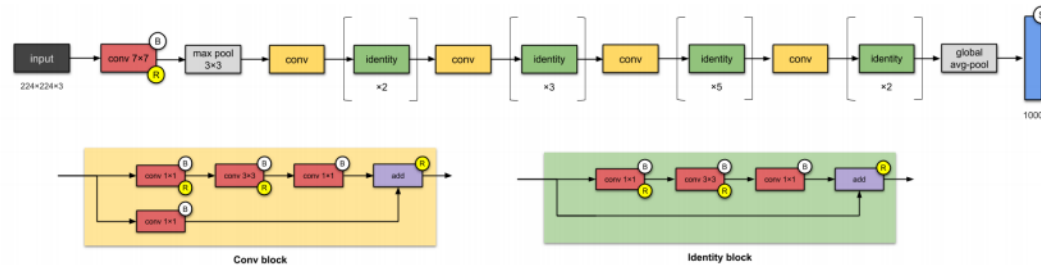 B
S
input
conv 7×7
max pool
3×3
conv
identity
conv
identity
conv
identity
conv
identity
global
avg-pool
R
224×224×3
×2
×3
×5
×2
1000
B
B
B
R
conv 1×1
conv 3×3
conv 1×1
add
R
R
B
conv 1×1
Conv block
B
B
B
R
conv 1×1
conv 3×3
conv 1×1
add
R
R
Identity block